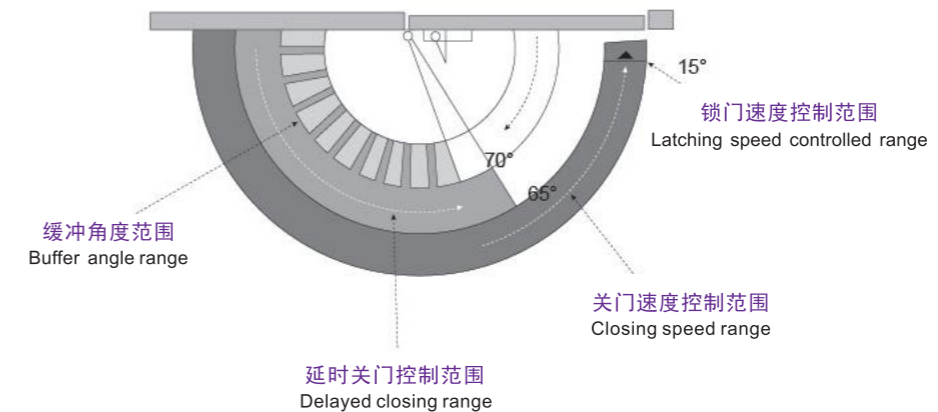 15°
锁门速度控制范围
Latching speed controlled range
70°
65°
缓冲角度范围
Buffer angle range
关门速度控制范围
Closing speed range
延时关门控制范围
Delayed closing range